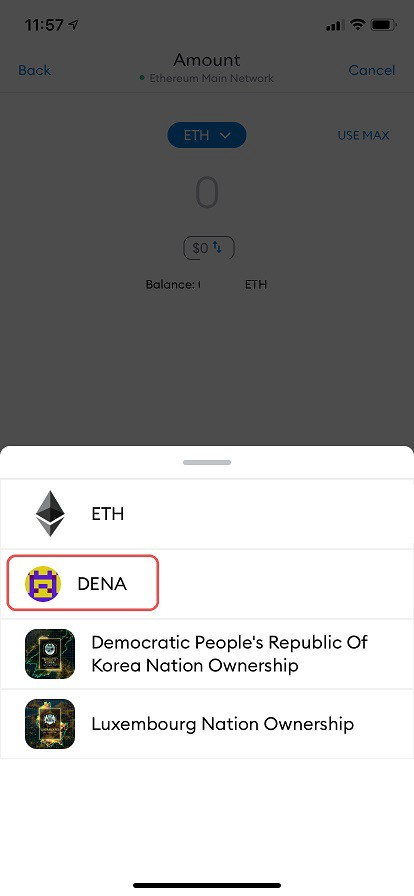 11:57
Back
Amount
Cancel
Ethereum Main Network
ETH
USE MAX
0
$0
Balance:
ETH
ETH
DENA
Democratic People's Republic Of
Korea Nation Ownership
Luxembourg Nation Ownership